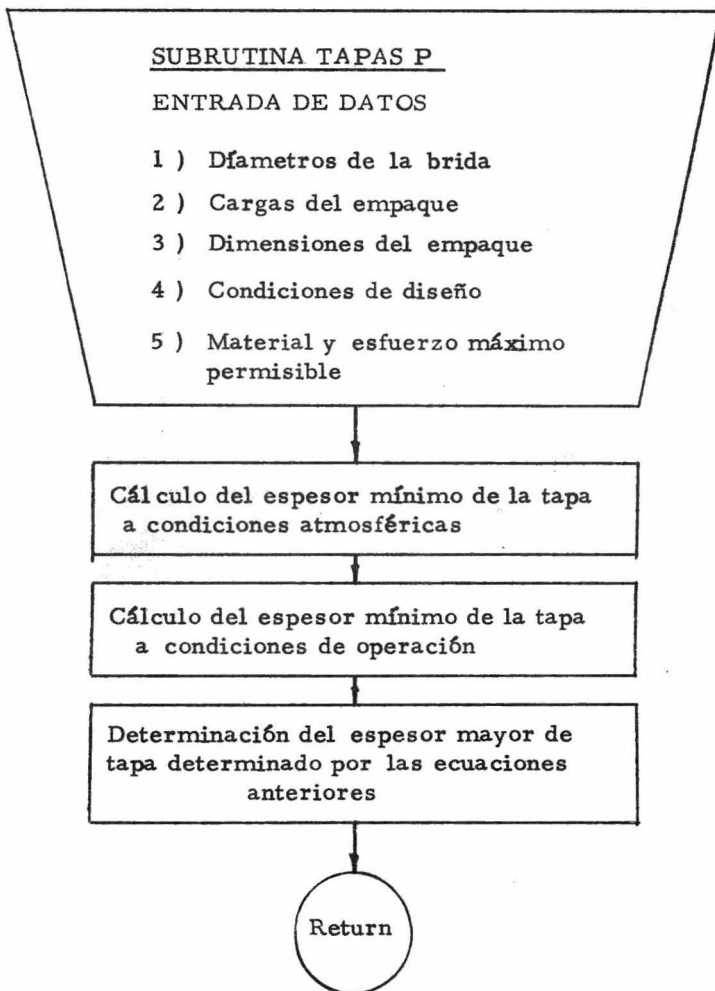 SUBRUTINA TAPAS P
ENTRADA DE DATOS
1 ) Díametros de la brida
2 ) Cargas del empaque
3 ) Dimensiones del empaque
4 ) Condiciones de diseño
5 ) Material y esfuerzo máximo
permisible
Cálculo del espesor mínimo de la tapa
a condiciones atmosféricas
Cálculo del espesor mínimo de la tapa
a condiciones de operación
Determinación del espesor mayor de
tapa determinado por las ecuaciones
anteriores
Return